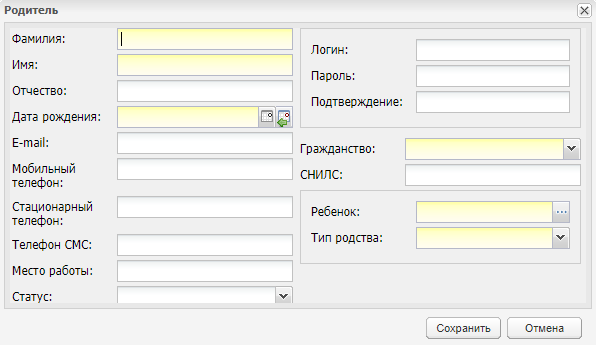 Родитель
Фамилия:
Имя:
Отчество:
Дата рождения:
E-mail:
Мобильный
телефон:
Стационарный
телефон:
Телефон СМС:
Место работы:
Статус:
Логин:
Пароль:
Подтверждение:
Гражданство:
СНИЛС:
Ребенок:
...
Тип родства:
Сохранить
Отмена